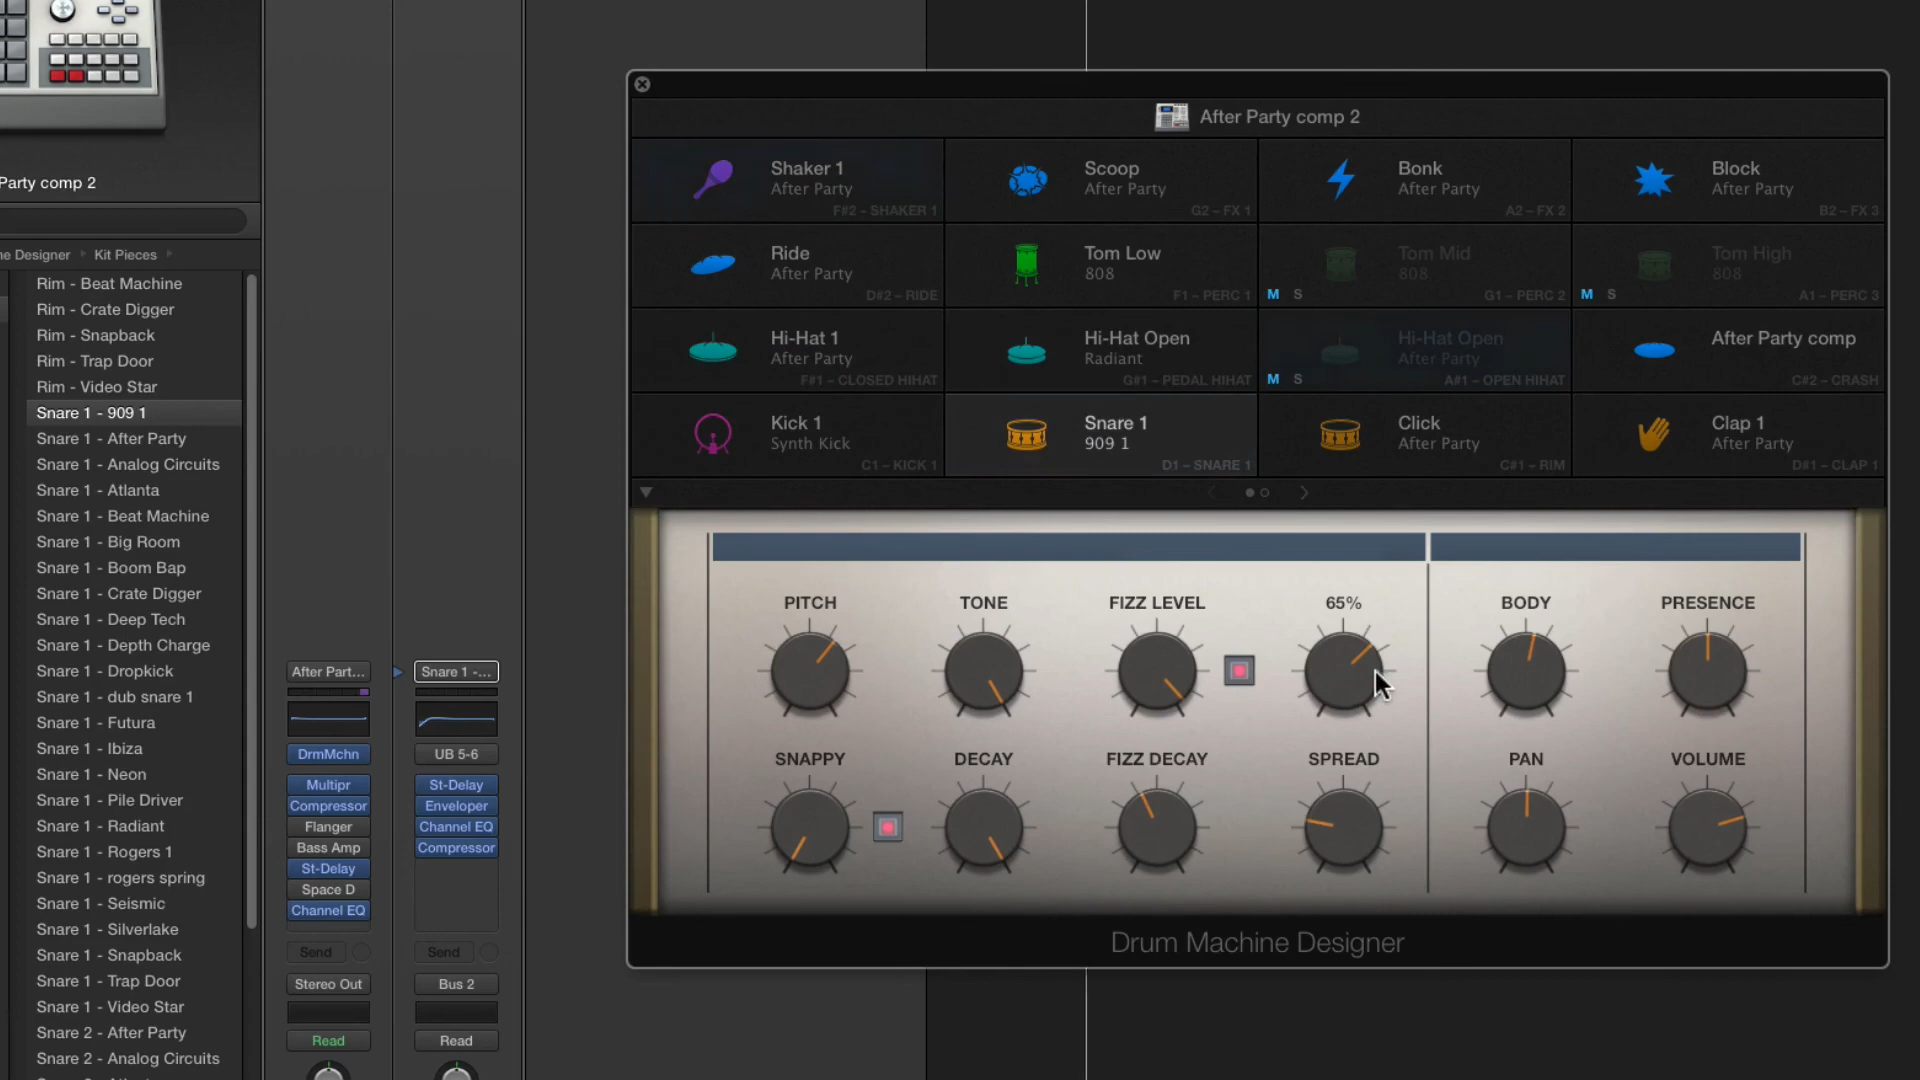 Party comp 2
ne Designer
Kit Pieces
Rim - Beat Machine
Rim - Crate Digger
Rim - Snapback
Rim - Trap Door
Rim - Video Star
Snare 1 - 909 1
Snare 1 - After Party
Snare 1 - Analog Circuits
Snare 1 - Atlanta
Snare 1 - Beat Machine
Snare 1 - Big Room
Snare 1 - Boom Bap
Snare 1 - Crate Digger
Snare 1 - Deep Tech
Snare 1 - Depth Charge
Snare 1 - Dropkick
Snare 1 - dub snare 1
Snare 1 - Futura
Snare 1 - Ibiza
Snare 1 - Neon
Snare 1 - Pile Driver
Snare 1 - Radiant
Snare 1 - Rogers 1
Snare 1 - rogers spring
Snare 1 - Seismic
Snare 1 - Silverlake
Snare 1 - Snapback
Snare 1 - Trap Door
Snare 1 - Video Star
Snare 2 - After Party
Snare 2 - Analog Circuits
After Part...
DrmMchn
Multipr
Compressor
Flanger
Bass Amp
St-Delay
Space D
Channel EQ
Send
Stereo Out
Read
Snare 1 -...
UB 5-6
St-Delay
Enveloper
Channel EQ
Compressor
Send
Bus 2
Read
After Party comp 2
Shaker 1
After Party
F#2 – SHAKER 1
Scoop
After Party
G2 – FX 1
Bonk
After Party
A2 – FX 2
Block
After Party
B2 – FX 3
Ride
After Party
D#2 – RIDE
Tom Low
808
F1 – PERC 1
Tom Mid
808
M S
G1 – PERC 2
Tom High
808
M S
A1 – PERC 3
Hi-Hat 1
After Party
F#1 – CLOSED HIHAT
Hi-Hat Open
Radiant
G#1 – PEDAL HIHAT
Hi-Hat Open
After Party
M S
A#1 – OPEN HIHAT
After Party comp
C#2 – CRASH
Kick 1
Synth Kick
C1 – KICK 1
Snare 1
909 1
D1 – SNARE 1
Click
After Party
C#1 – RIM
Clap 1
After Party
D#1 – CLAP 1
PITCH
TONE
FIZZ LEVEL
65%
BODY
PRESENCE
SNAPPY
DECAY
FIZZ DECAY
SPREAD
PAN
VOLUME
Drum Machine Designer